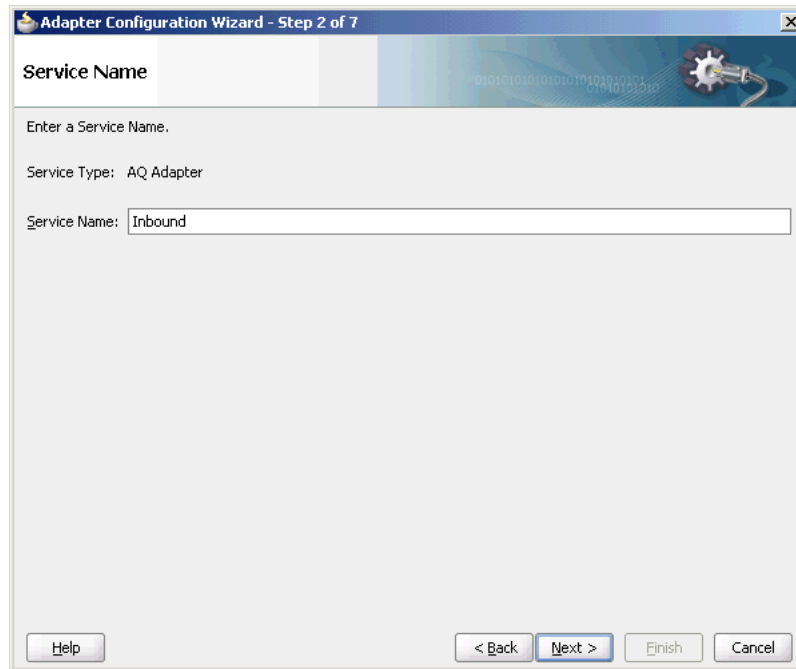 Adapter Configuration Wizard - Step 2 of 7
Service Name
Enter a Service Name.
Service Type: AQ Adapter
Service Name: Inbound
Help < Back Next > Finish Cancel